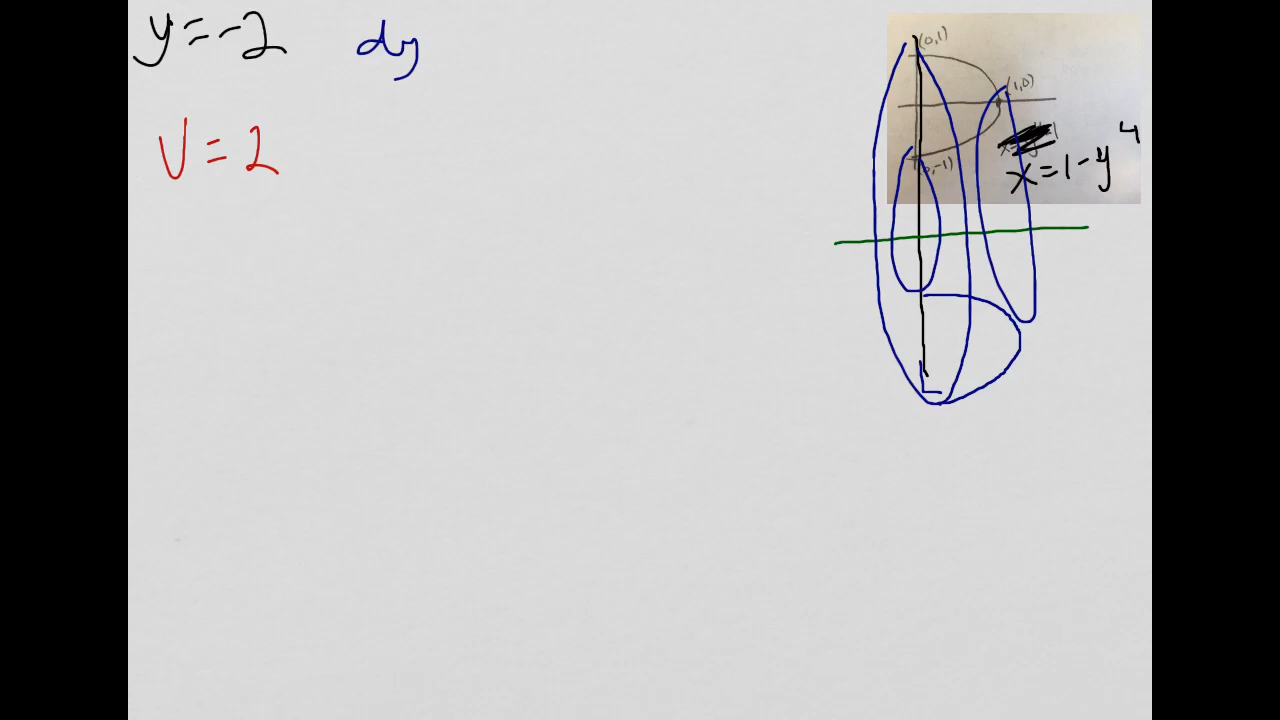 y = -2 dy
V = 2
(0,1)
(1,0)
(0,-1)
x = 1 - y⁴